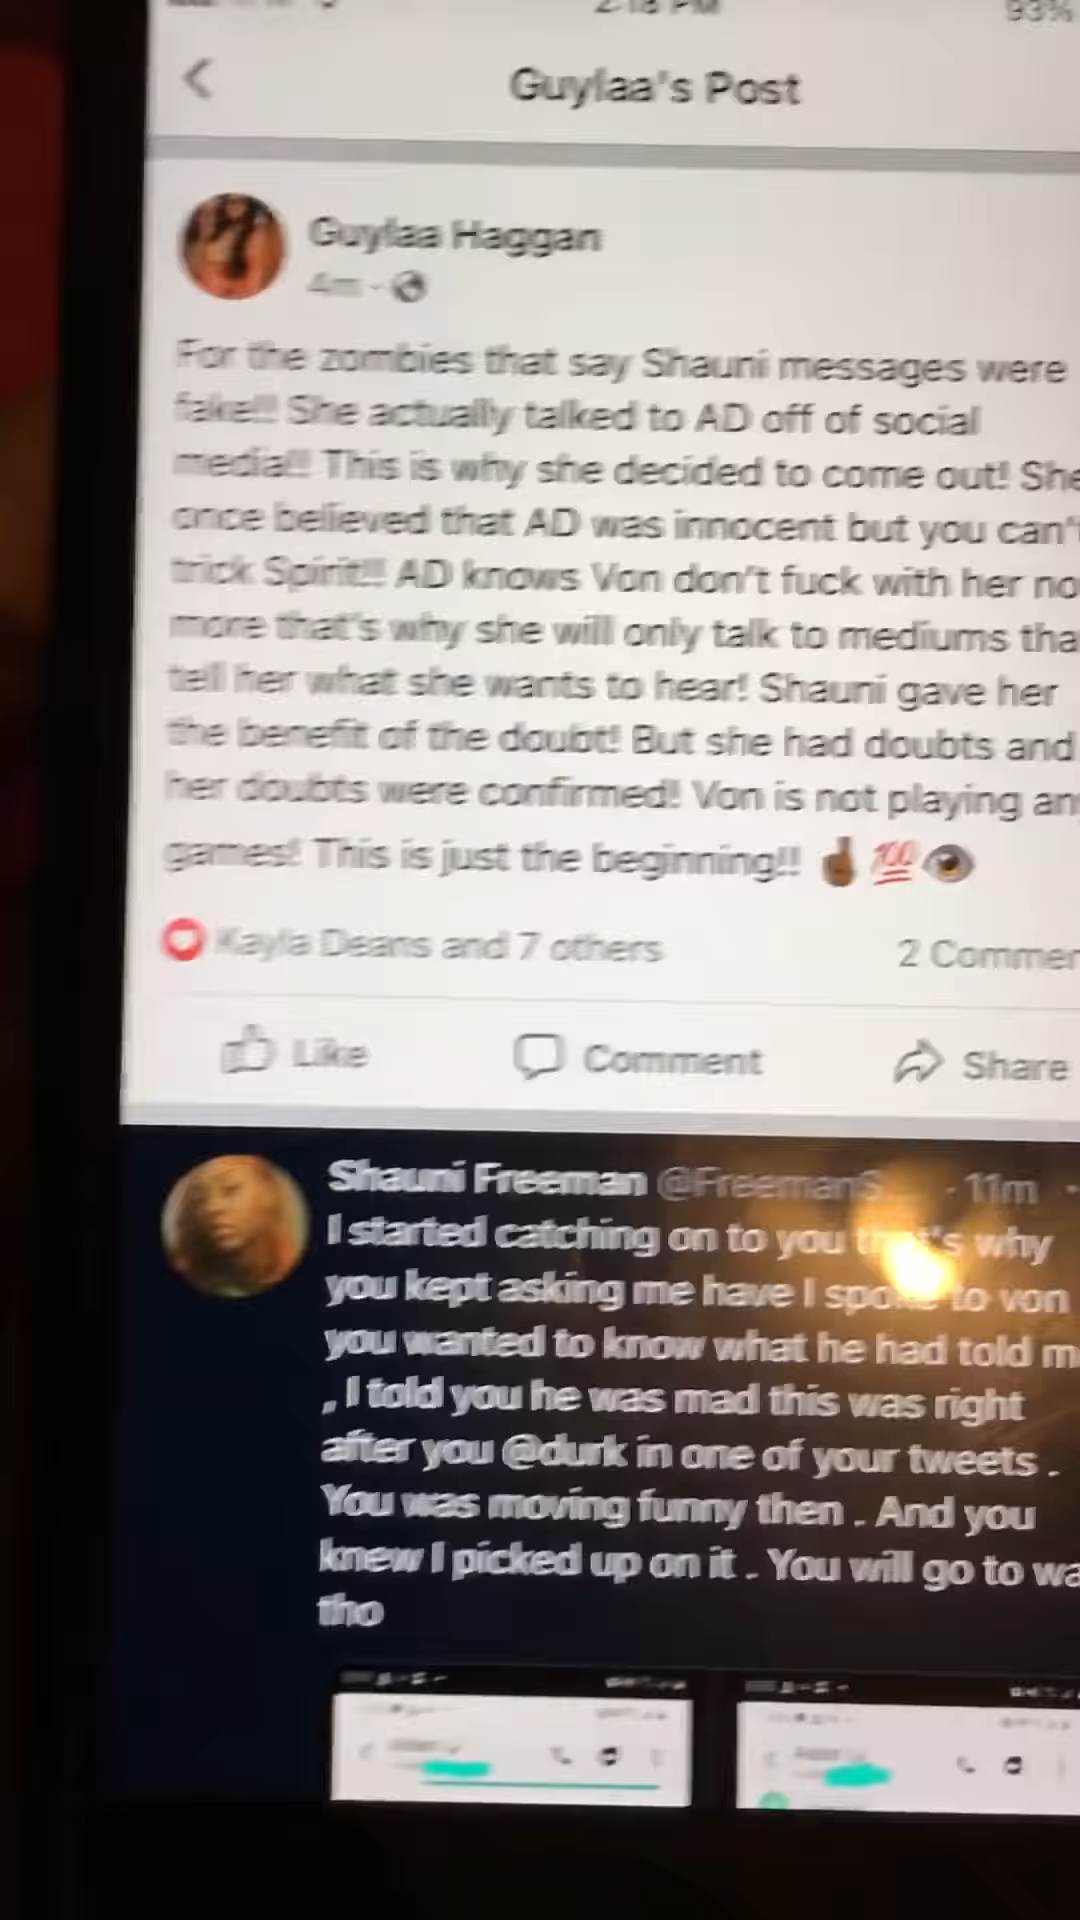 2:18 PM
93%
Guylaa's Post
Guylaa Haggan
4m
For the zombies that say Shauni messages were
fake!! She actually talked to AD off of social
media!! This is why she decided to come out! She
once believed that AD was innocent but you can't
trick Spirit!!! AD knows Von don't fuck with her no
more that's why she will only talk to mediums tha
tell her what she wants to hear! Shauni gave her
the benefit of the doubt! But she had doubts and
her doubts were confirmed! Von is not playing an
games! This is just the beginning!! ☝🏾💯👁
Kayla Deans and 7 others
2 Commen
Like
Comment
Share
Shauni Freeman @FreemanS... · 11m
I started catching on to you that's why
you kept asking me have I spoke to von
you wanted to know what he had told m
, I told you he was mad this was right
after you @durk in one of your tweets .
You was moving funny then . And you
knew I picked up on it . You will go to wa
tho